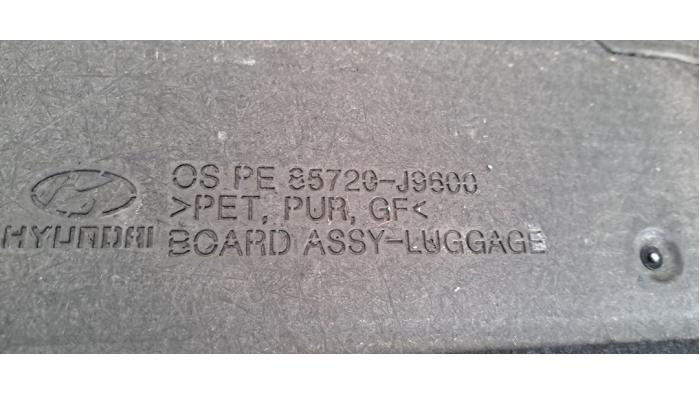 OS PE 85720-J9600
>PET, PUR, GF<
HYUNDAI BOARD ASSY-LUGGAGE